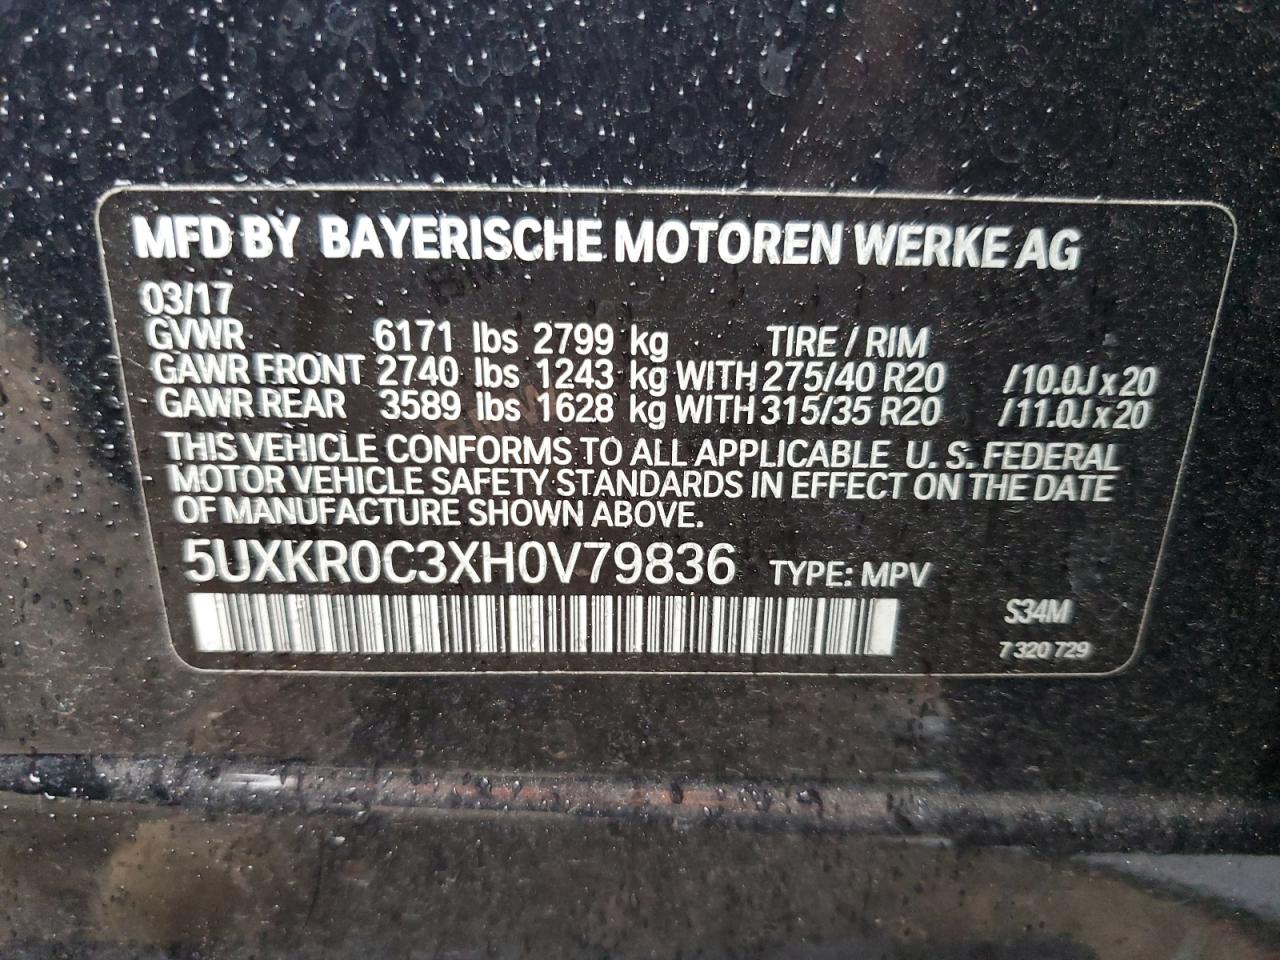 MFD BY BAYERISCHE MOTOREN WERKE AG
03/17
GVWR 6171 lbs 2799 kg TIRE / RIM
GAWR FRONT 2740 lbs 1243 kg WITH 275/40 R20 /10.0J x 20
GAWR REAR 3589 lbs 1628 kg WITH 315/35 R20 /11.0J x 20
THIS VEHICLE CONFORMS TO ALL APPLICABLE U. S. FEDERAL
MOTOR VEHICLE SAFETY STANDARDS IN EFFECT ON THE DATE
OF MANUFACTURE SHOWN ABOVE.
5UXKR0C3XH0V79836 TYPE: MPV
S34M
7 320 729